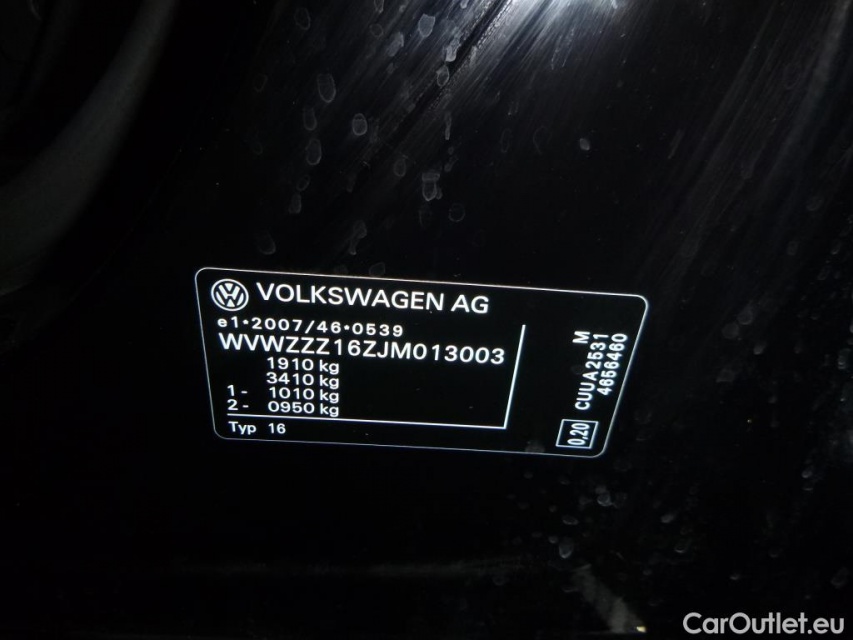 VOLKSWAGEN AG
e1*2007/46*0539
WVWZZZ16ZJM013003
1910 kg
3410 kg
1- 1010 kg
2- 0950 kg
Typ 16
M
CUUA2531
4656460
0,20
CarOutlet.eu